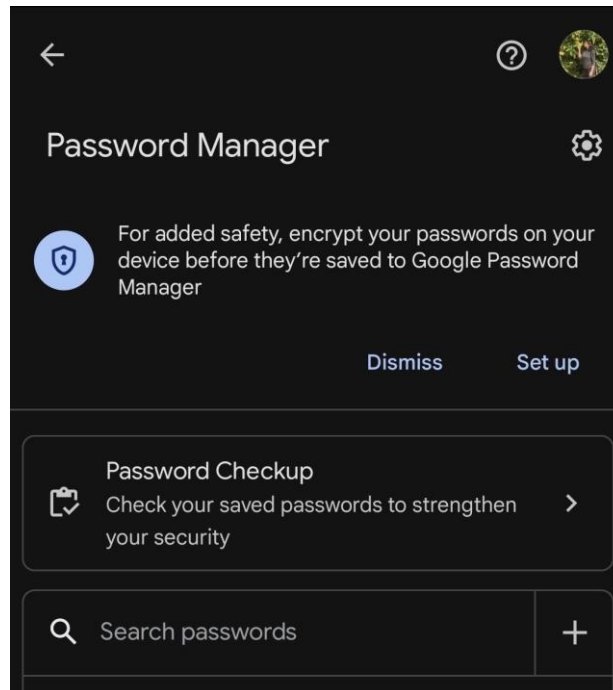 Password Manager
For added safety, encrypt your passwords on your
device before they’re saved to Google Password
Manager
Dismiss
Set up
Password Checkup
Check your saved passwords to strengthen
your security
Search passwords